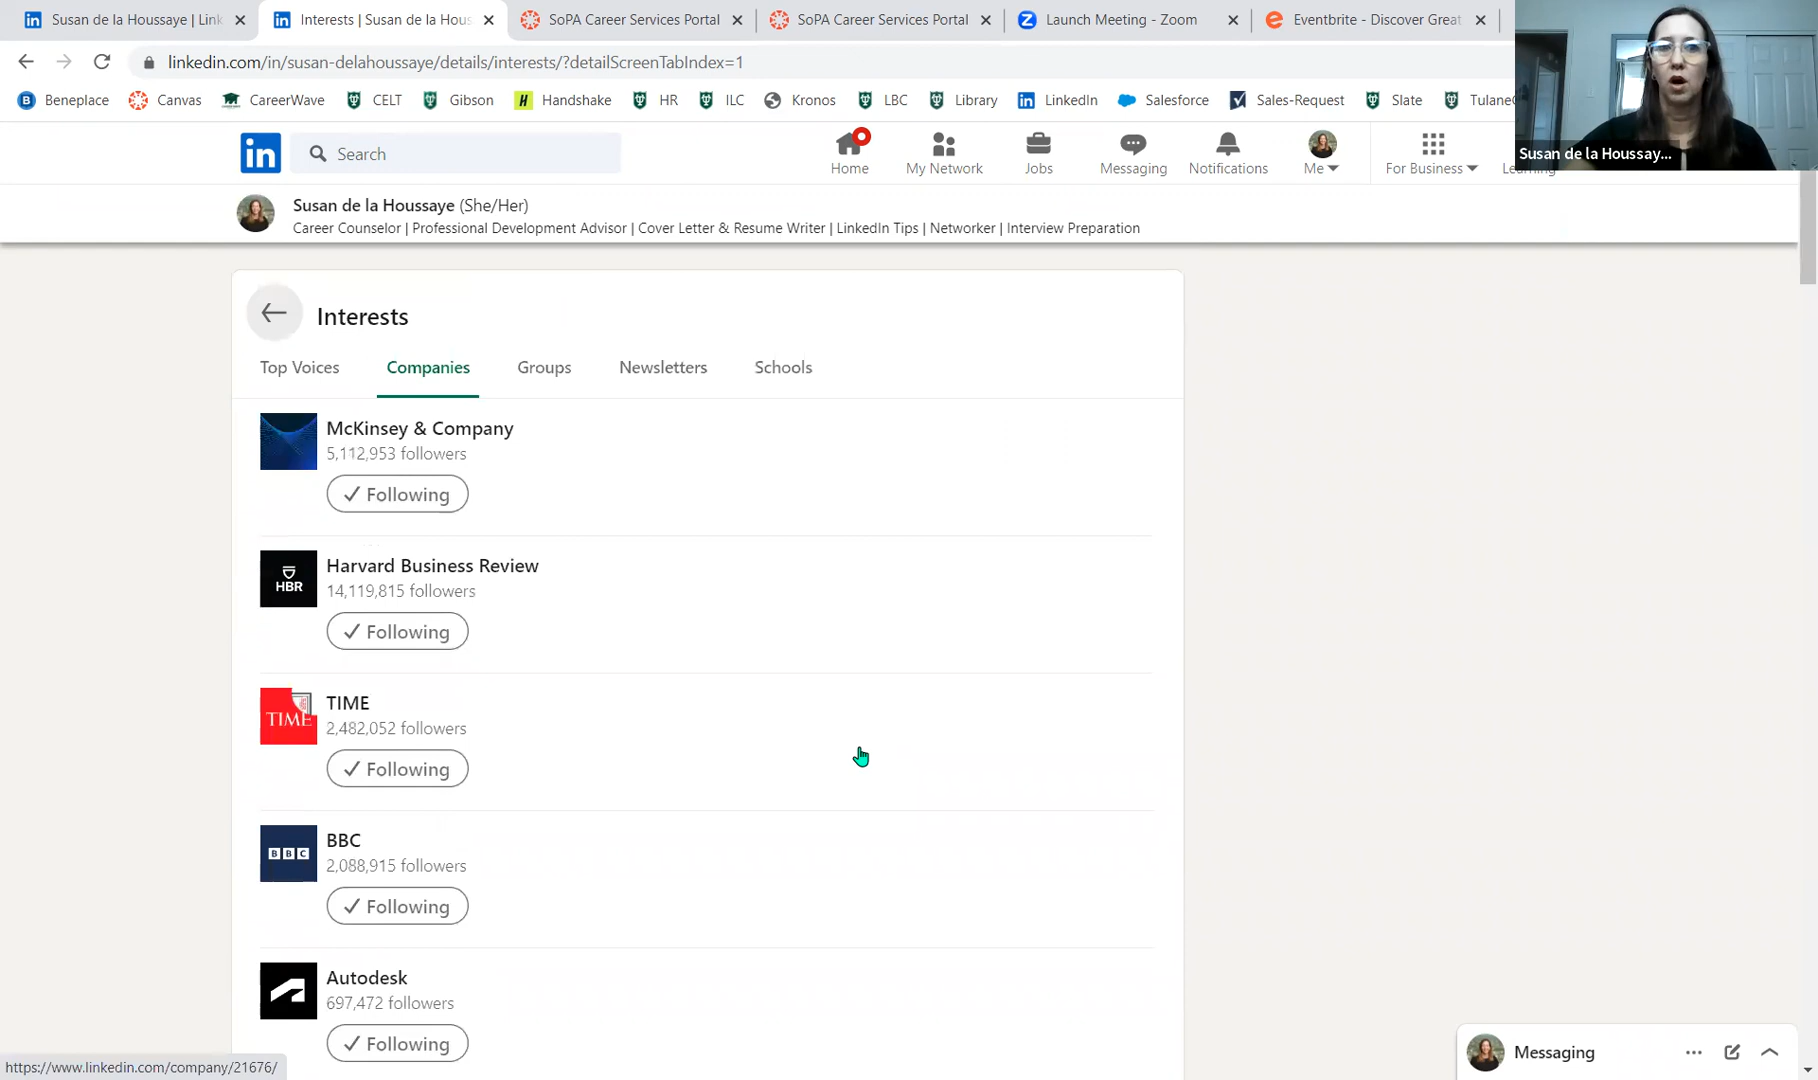 Susan de la Houssaye | Link
Interests | Susan de la Hous
SoPA Career Services Portal
SoPA Career Services Portal
Launch Meeting - Zoom
Eventbrite - Discover Great
linkedin.com/in/susan-delahoussaye/details/interests/?detailScreenTabIndex=1
Beneplace
Canvas
CareerWave
CELT
Gibson
Handshake
HR
ILC
Kronos
LBC
Library
LinkedIn
Salesforce
Sales-Request
Slate
Susan de la Houssay...
in
Search
Home
My Network
Jobs
Messaging
Notifications
Me
For Business
Learning
Susan de la Houssaye (She/Her)
Career Counselor | Professional Development Advisor | Cover Letter & Resume Writer | LinkedIn Tips | Networker | Interview Preparation
Interests
Top Voices
Companies
Groups
Newsletters
Schools
McKinsey & Company
5,112,953 followers
Following
HBR
Harvard Business Review
14,119,815 followers
Following
TIME
TIME
2,482,052 followers
Following
BBC
BBC
2,088,915 followers
Following
Autodesk
697,472 followers
Following
https://www.linkedin.com/company/21676/
Messaging